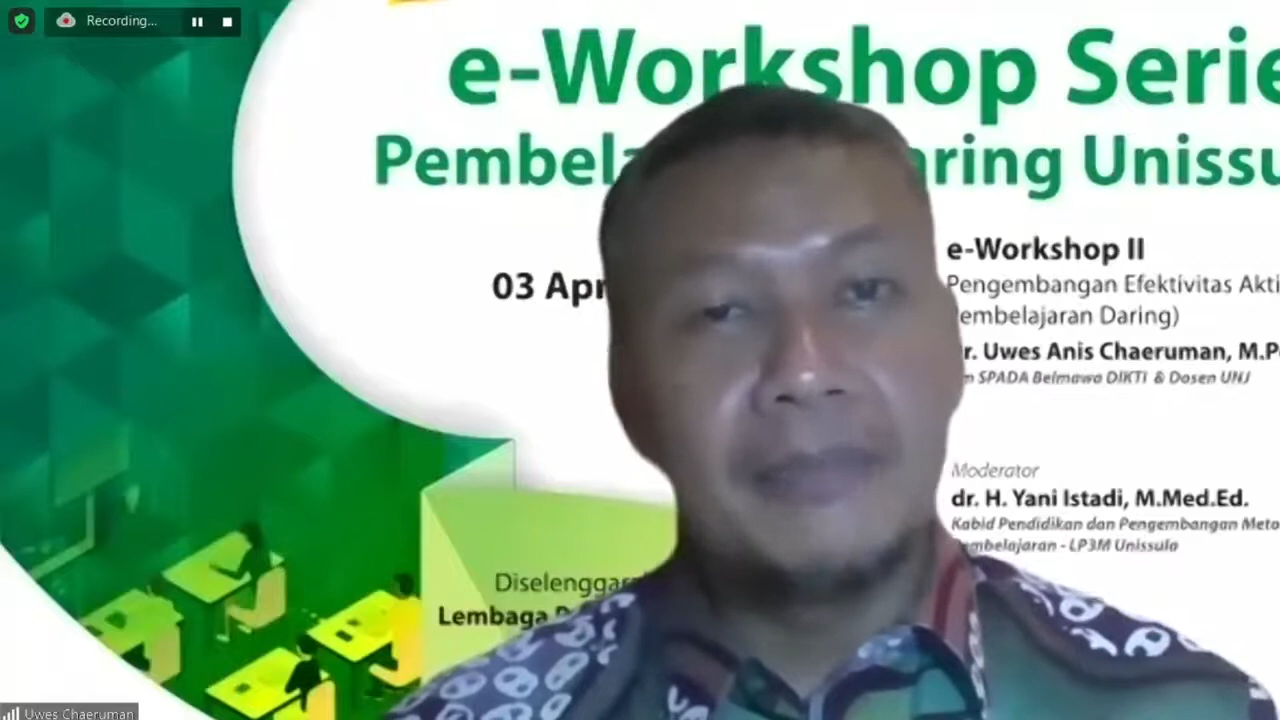 Recording...
e-Workshop Serie
Pembela aring Unissu
03 Apr
e-Workshop II
Pengembangan Efektivitas Akti
embelajaran Daring)
r. Uwes Anis Chaeruman, M.P
m SPADA Belmawa DIKTI & Dosen UNJ
Moderator
dr. H. Yani Istadi, M.Med.Ed.
Kabid Pendidikan dan Pengembangan Meto
embelajaran - LP3M Unissula
Diselengga
Lembaga
Uwes Chaeruman